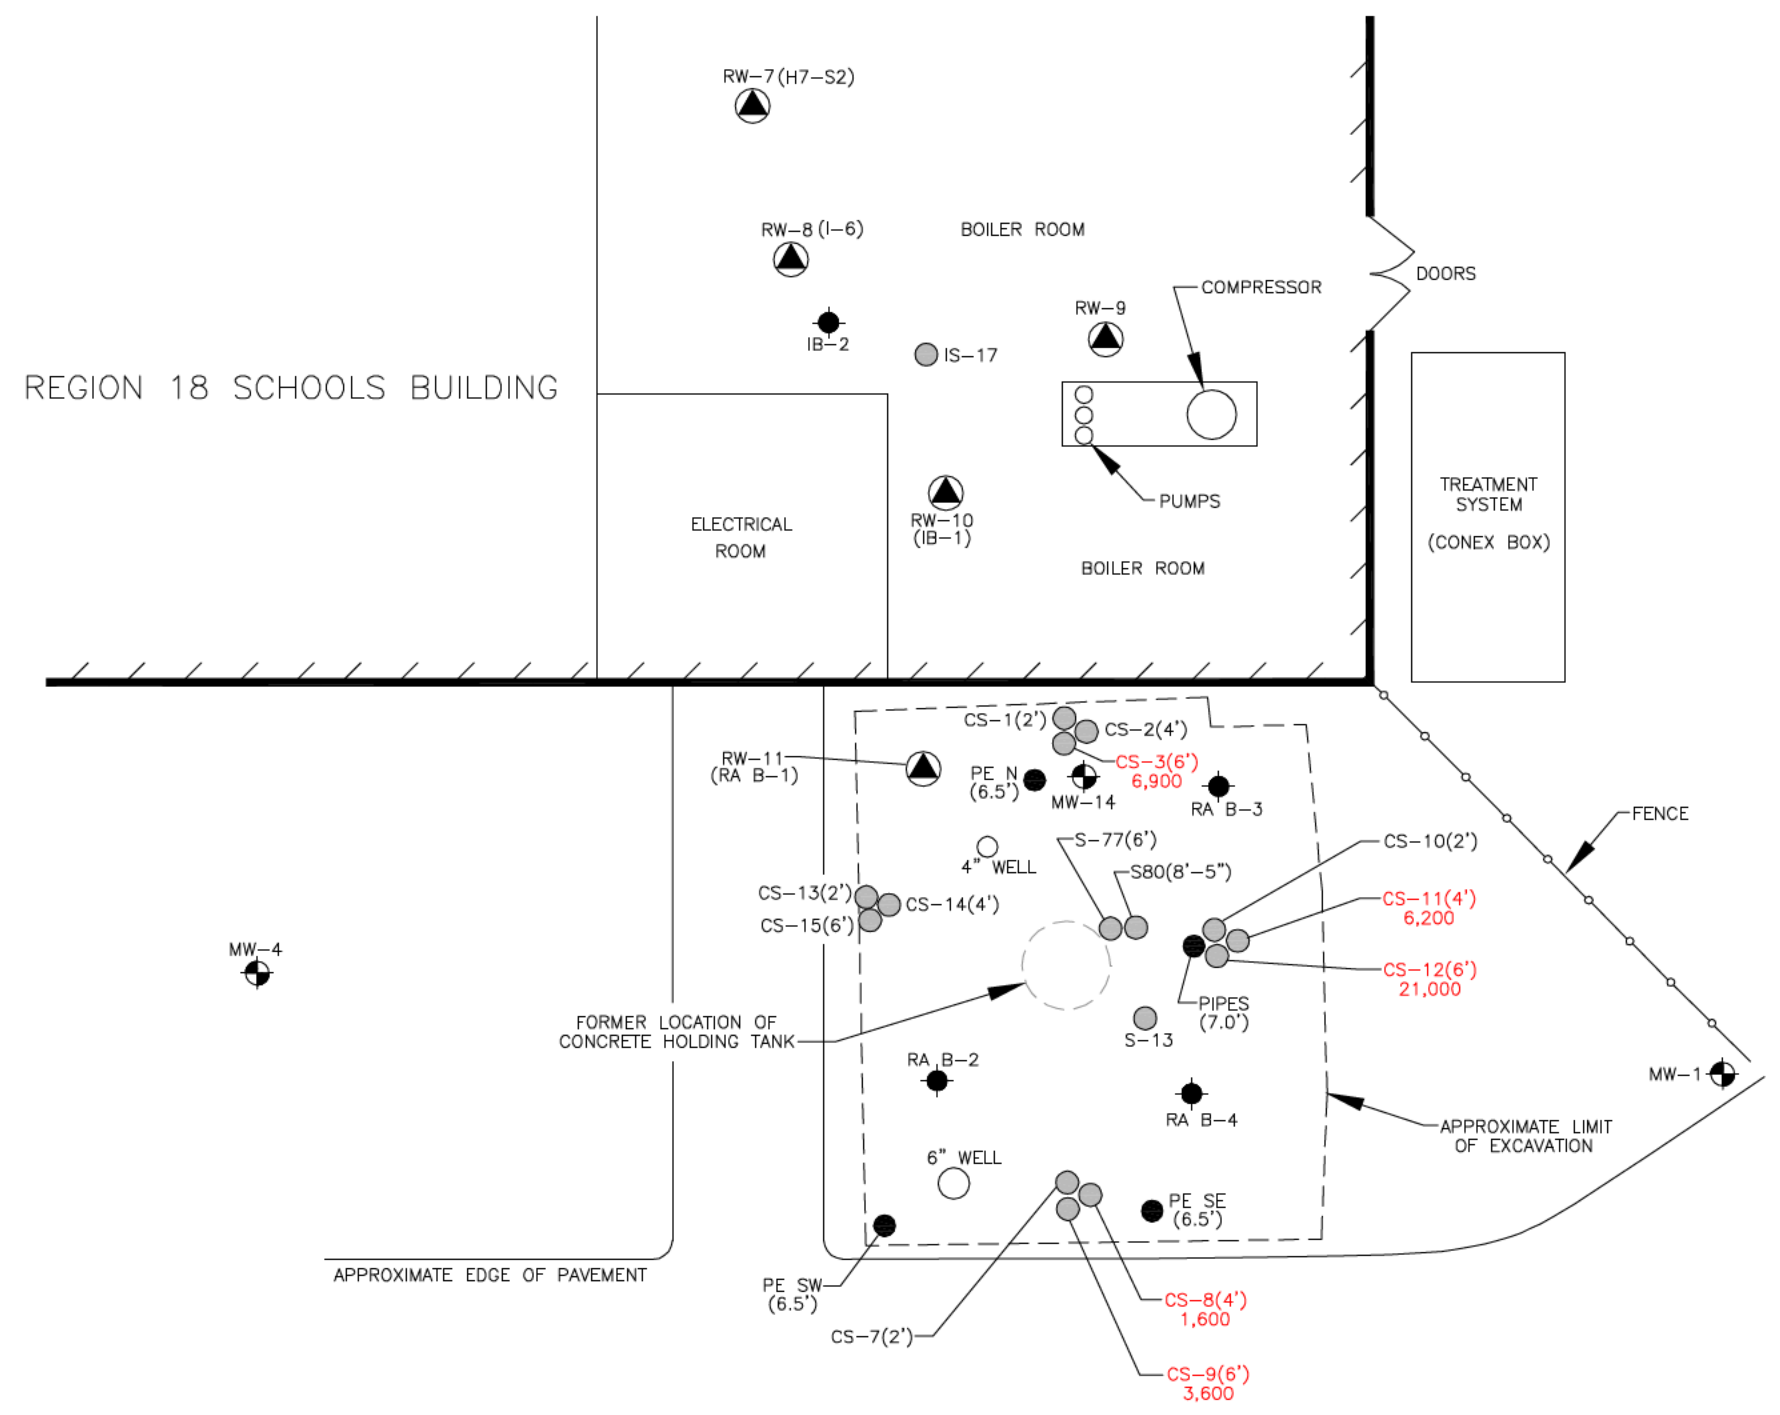 RW-7(H7-S2)
RW-8(I-6)
BOILER ROOM
DOORS
COMPRESSOR
RW-9
IB-2
IS-17
REGION 18 SCHOOLS BUILDING
TREATMENT
SYSTEM
(CONEX BOX)
PUMPS
RW-10
(IB-1)
ELECTRICAL
ROOM
BOILER ROOM
CS-1(2')
CS-2(4')
CS-3(6')
6,900
RW-11
(RA B-1)
PE N
(6.5')
MW-14
RA B-3
FENCE
S-77(6')
CS-10(2')
4" WELL
S80(8'-5")
CS-13(2')
CS-14(4')
CS-15(6')
CS-11(4')
6,200
MW-4
CS-12(6')
21,000
PIPES
(7.0')
FORMER LOCATION OF
CONCRETE HOLDING TANK
S-13
RA B-2
MW-1
RA B-4
APPROXIMATE LIMIT
OF EXCAVATION
6" WELL
PE SE
(6.5')
APPROXIMATE EDGE OF PAVEMENT
PE SW
(6.5')
CS-8(4')
1,600
CS-7(2')
CS-9(6')
3,600